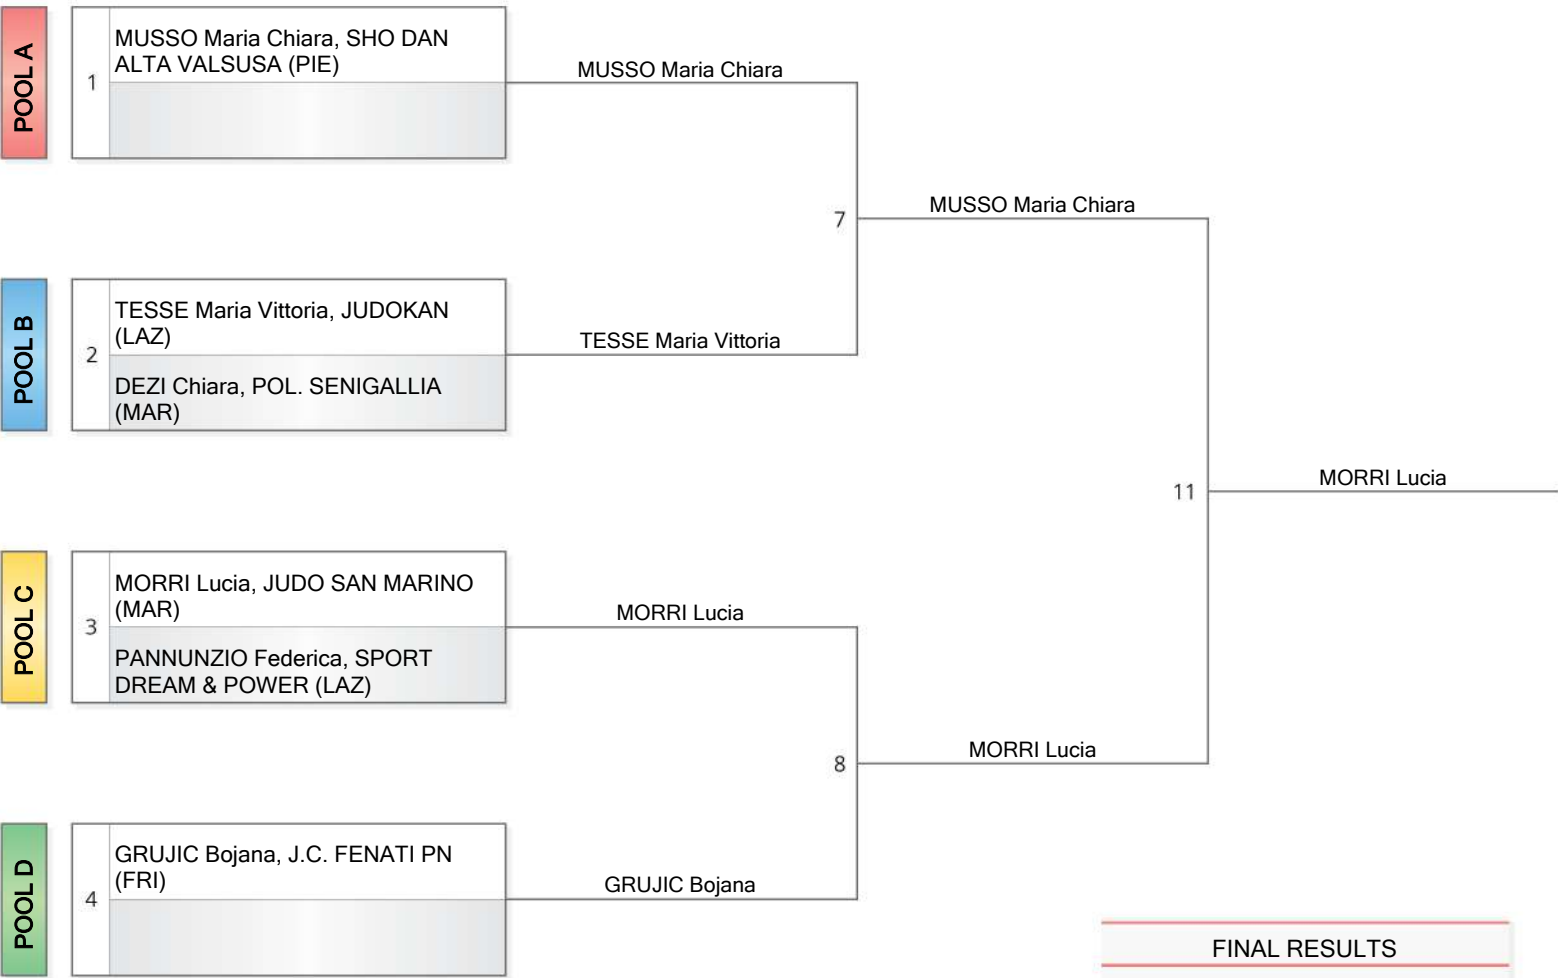 POOL A
1
MUSSO Maria Chiara, SHO DAN
ALTA VALSUSA (PIE)
MUSSO Maria Chiara
7
MUSSO Maria Chiara
POOL B
2
TESSE Maria Vittoria, JUDOKAN
(LAZ)
DEZI Chiara, POL. SENIGALLIA
(MAR)
TESSE Maria Vittoria
11
MORRI Lucia
POOL C
3
MORRI Lucia, JUDO SAN MARINO
(MAR)
PANNUNZIO Federica, SPORT
DREAM & POWER (LAZ)
MORRI Lucia
8
MORRI Lucia
POOL D
4
GRUJIC Bojana, J.C. FENATI PN
(FRI)
GRUJIC Bojana
FINAL RESULTS